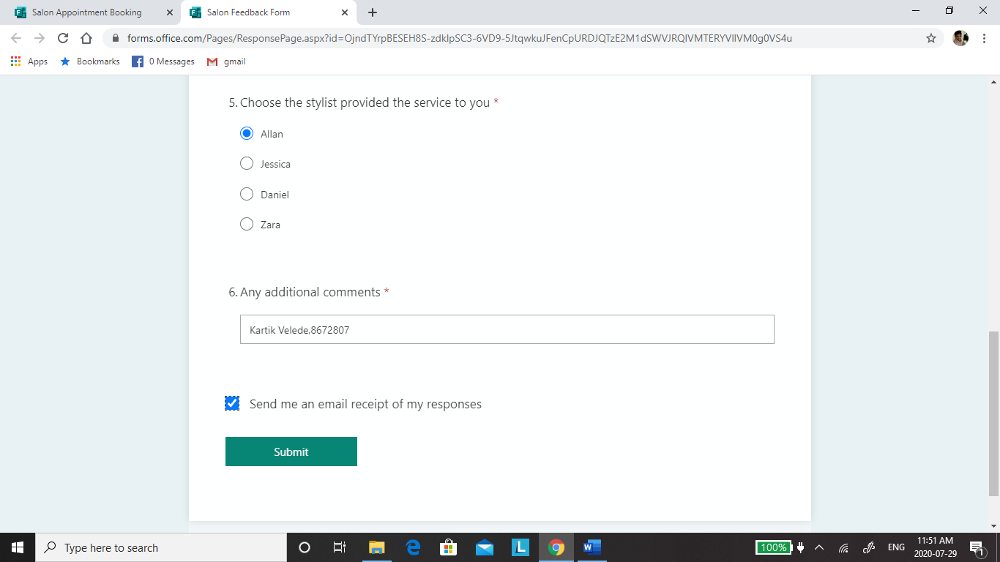 Salon Appointment Booking
Salon Feedback Form
forms.office.com/Pages/ResponsePage.aspx?id=OjndTYrpBESEH8S-zdklpSC3-6VD9-5JtqwkuJFenCpURDJQTzE2M1dSWVJRQlVMTERYVllVM0g0VS4u
Apps
Bookmarks
0 Messages
gmail
5. Choose the stylist provided the service to you *
Allan
Jessica
Daniel
Zara
6. Any additional comments *
Kartik Velede,8672807
Send me an email receipt of my responses
Submit
Type here to search
L
W
100%
ENG
11:51 AM
2020-07-29
1